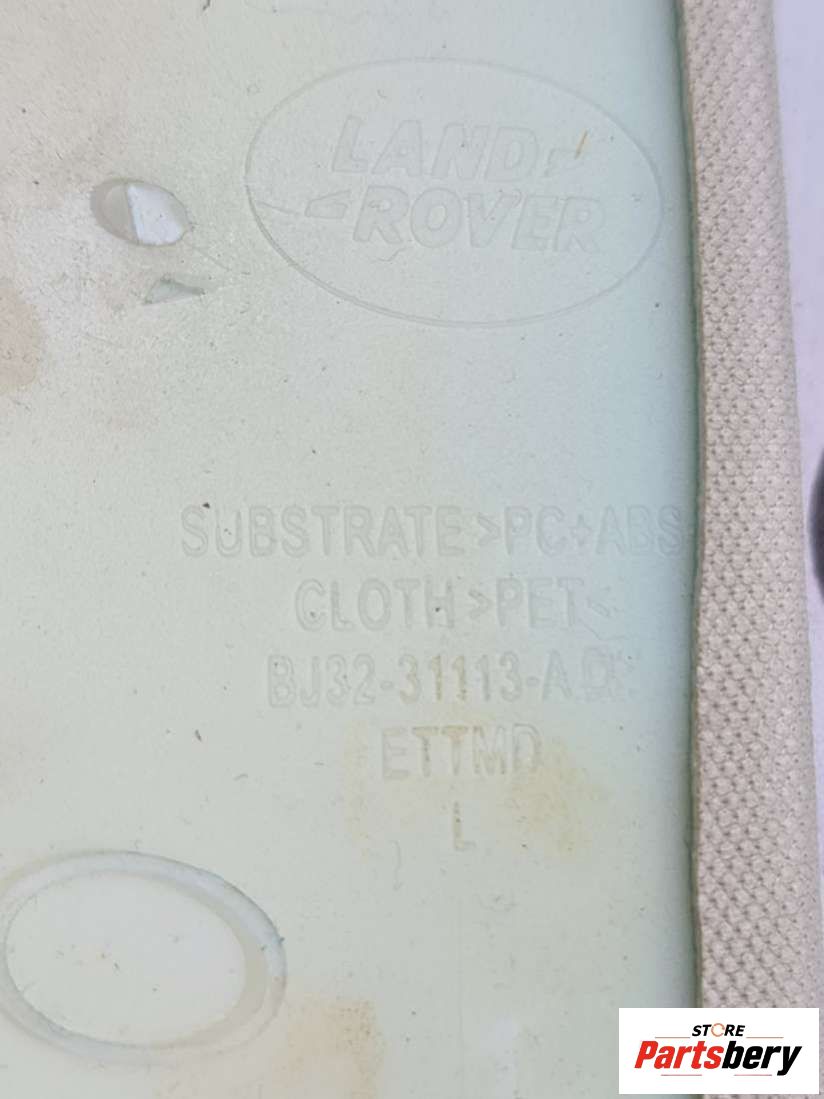 LAND
ROVER
SUBSTRATE >PC+ABS
CLOTH >PET<
BJ32-31113-A
ETTMD
L
STORE
Partsbery